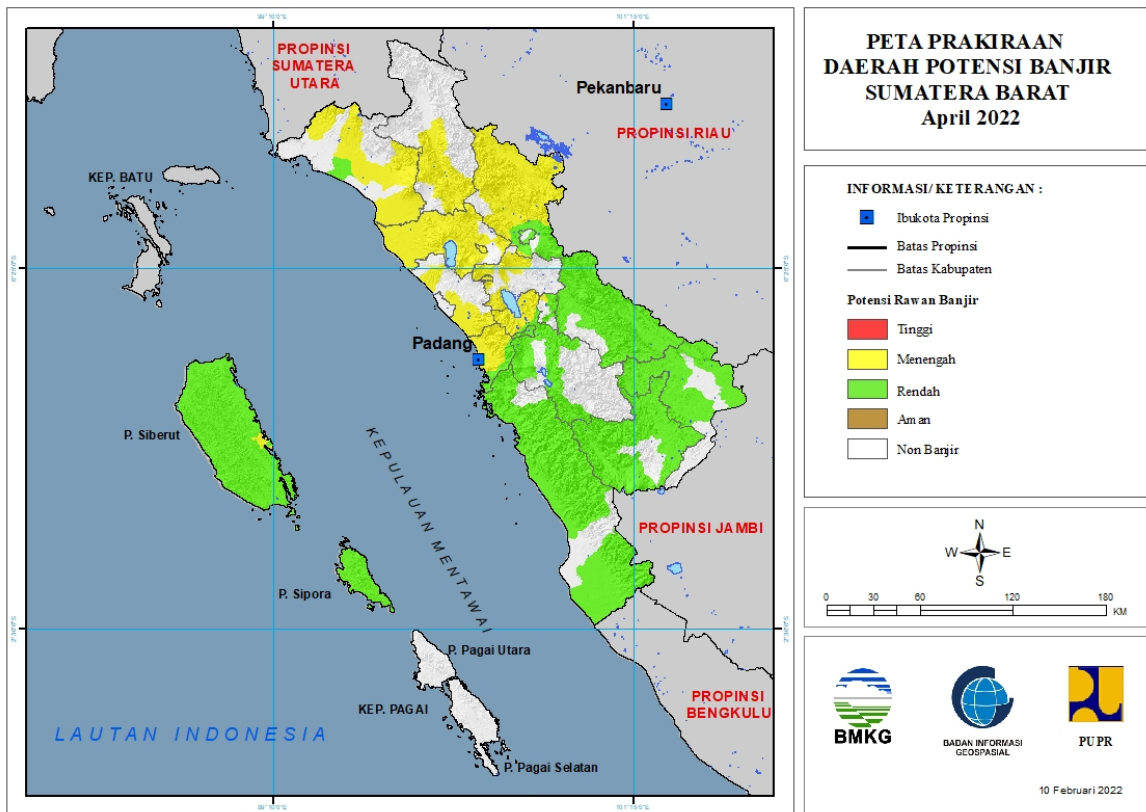 PETA PRAKIRAAN
DAERAH POTENSI BANJIR
SUMATERA BARAT
April 2022
INFORMASI/ KETERANGAN :
Ibukota Propinsi
Batas Propinsi
Batas Kabupaten
Potensi Rawan Banjir
Tinggi
Menengah
Rendah
Aman
Non Banjir
N
W E
S
0 30 60 120 180
KM
BMKG
BADAN INFORMASI
GEOSPASIAL
PUPR
10 Februari 2022
PROPINSI
SUMATERA
UTARA
Pekanbaru
PROPINSI RIAU
KEP. BATU
Padang
P. Siberut
KEPULAUAN MENTAWAI
PROPINSI JAMBI
P. Sipora
P. Pagai Utara
KEP. PAGAI
PROPINSI
BENGKULU
LAUTAN INDONESIA
P. Pagai Selatan